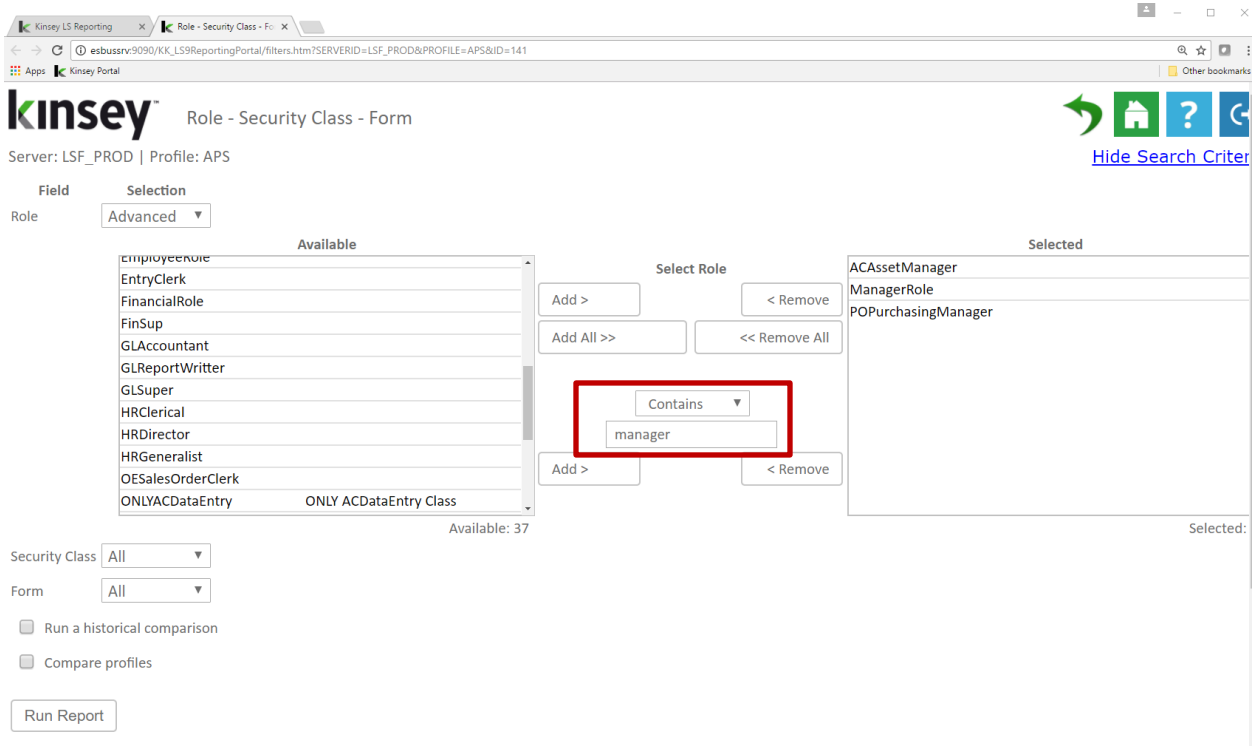 Kinsey LS Reporting
Role - Security Class - Fo
esbussrv:9090/KK_LS9ReportingPortal/filters.htm?SERVERID=LSF_PROD&PROFILE=APS&ID=141
Apps Kinsey Portal Other bookmarks
kinsey™ Role - Security Class - Form
Server: LSF_PROD | Profile: APS Hide Search Criter
Field Selection
Role Advanced
Available Select Role Selected
EmployeeRole
EntryClerk
FinancialRole
FinSup
GLAccountant
GLReportWritter
GLSuper
HRClerical
HRDirector
HRGeneralist
OESalesOrderClerk
ONLYACDataEntry ONLY ACDataEntry Class
Available: 37
Add > < Remove
Add All >> << Remove All
Contains
manager
Add > < Remove
ACAssetManager
ManagerRole
POPurchasingManager
Selected:
Security Class All
Form All
Run a historical comparison
Compare profiles
Run Report